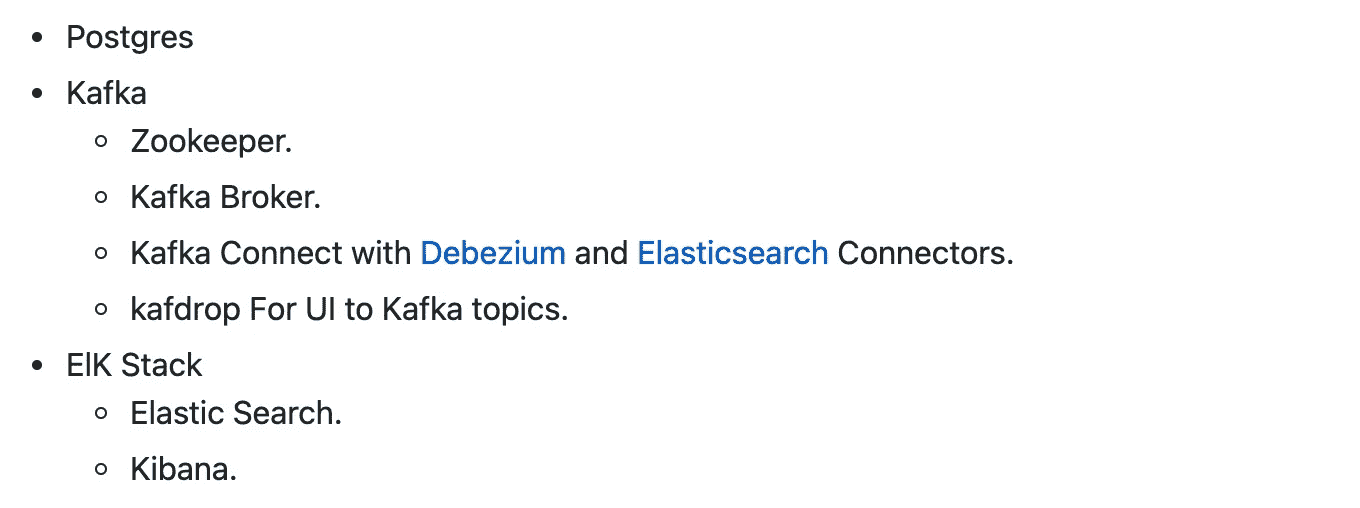 Postgres
Kafka
Zookeeper.
Kafka Broker.
Kafka Connect with Debezium and Elasticsearch Connectors.
kafdrop For UI to Kafka topics.
ElK Stack
Elastic Search.
Kibana.